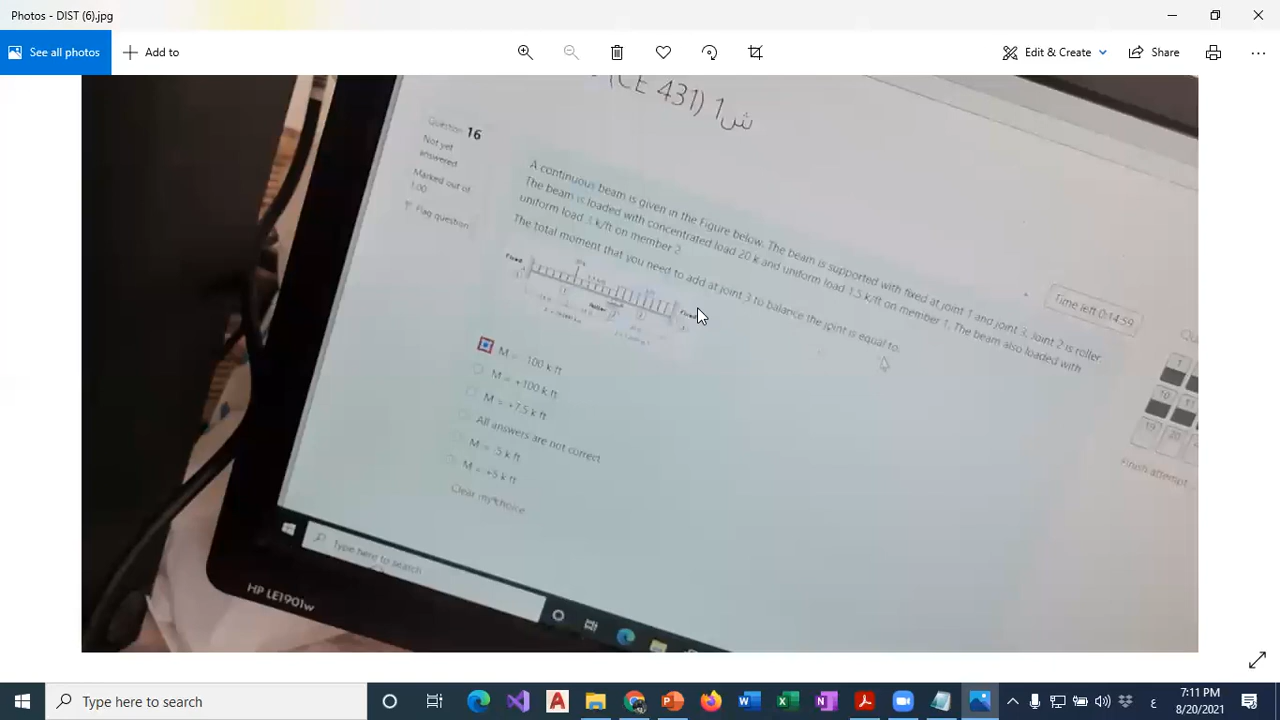 Photos - DIST (6).jpg
See all photos
Add to
Edit & Create
Share
(CE 431) ش1
Question 16
Not yet
answered
Marked out of
1.00
Flag question
A continuous beam is given in the Figure below. The beam is supported with fixed at joint 1 and joint 3, Joint 2 is roller.
The beam is loaded with concentrated load 20 k and uniform load 1.5 k/ft on member 1. The beam also loaded with
uniform load 3 k/ft on member 2.
The total moment that you need to add at joint 3 to balance the joint is equal to:
Time left 0:14:59
Fixed
Roller
Fixed
M = -100 k ft
M = +100 k ft
M = +7.5 k ft
All answers are not correct
M = -5 k ft
M = +5 k ft
Clear my choice
Finish attempt
Type here to search
HP LE1901w
Type here to search
ع
7:11 PM
8/20/2021